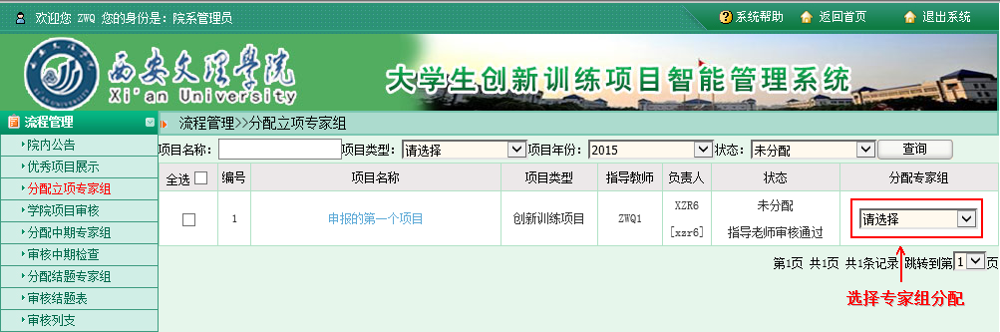 欢迎您 ZWQ 您的身份是：院系管理员 系统帮助 返回首页 退出系统
西安文理学院
Xi'an University
大学生创新训练项目智能管理系统
流程管理
院内公告
优秀项目展示
分配立项专家组
学院项目审核
分配中期专家组
审核中期检查
分配结题专家组
审核结题表
审核列支
流程管理>>分配立项专家组
项目名称： 项目类型： 请选择 项目年份： 2015 状态： 未分配 查询
全选 编号 项目名称 项目类型 指导教师 负责人 状态 分配专家组
1 申报的第一个项目 创新训练项目 ZWQ1 XZR6 [xzr6] 未分配 指导老师审核通过 请选择
第1页 共1页 共1条记录 跳转到第 1 页
选择专家组分配